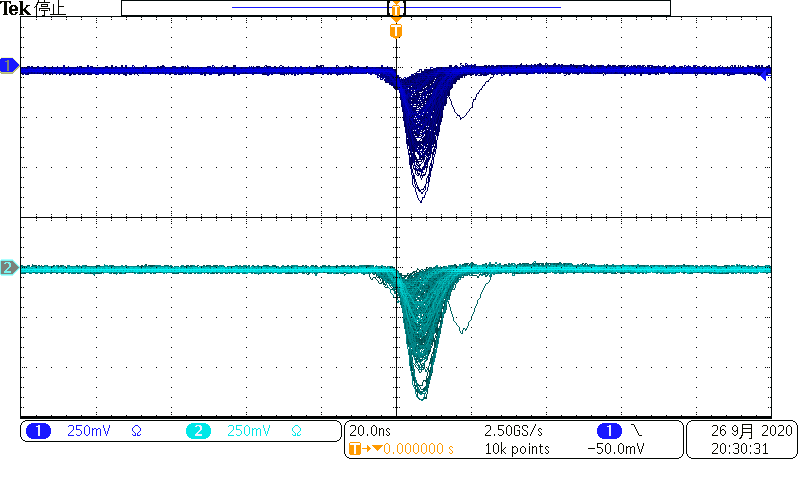 Tek 停止
T
T
1
2
1 250mV Ω 2 250mV Ω
20.0ns 2.50GS/s 1
T→▼0.000000 s 10k points −50.0mV
26 9月 2020
20:30:31